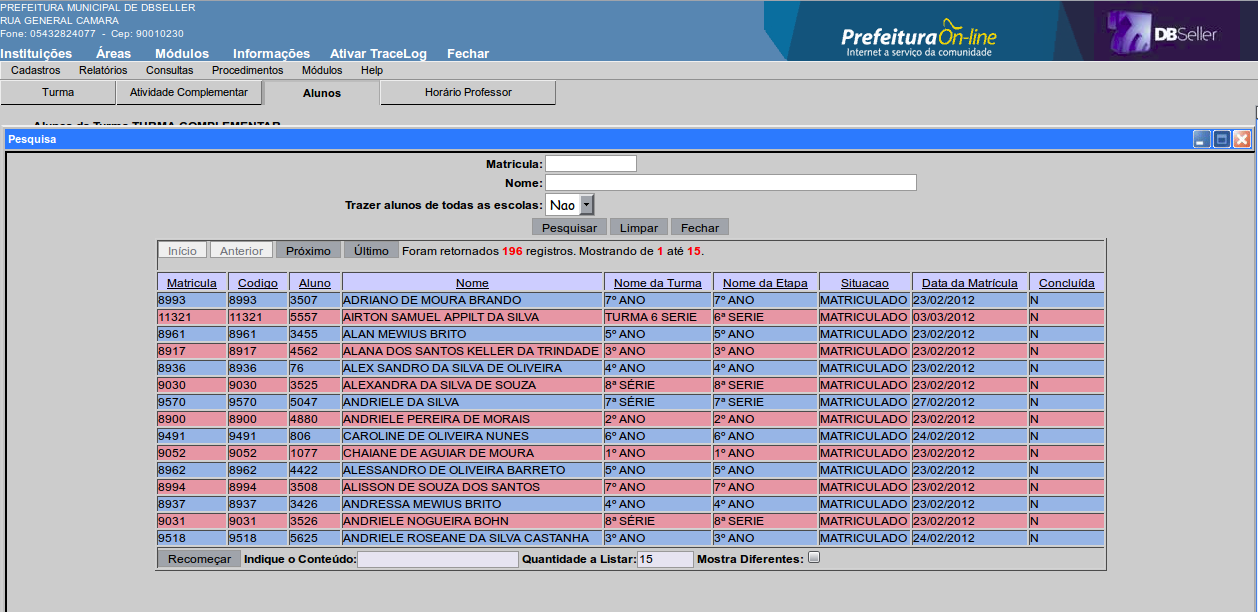 PREFEITURA MUNICIPAL DE DBSELLER
RUA GENERAL CAMARA
Fone: 05432824077 - Cep: 90010230
PrefeituraOn-line
Internet a serviço da comunidade
DBSeller
Instituições Áreas Módulos Informações Ativar TraceLog Fechar
Cadastros Relatórios Consultas Procedimentos Módulos Help
Turma Atividade Complementar Alunos Horário Professor
Alunos da Turma TURMA COMPLEMENTAR
Pesquisa
Matricula:
Nome:
Trazer alunos de todas as escolas: Nao
Pesquisar Limpar Fechar
Início Anterior Próximo Último Foram retornados 196 registros. Mostrando de 1 até 15.
Matricula Codigo Aluno Nome Nome da Turma Nome da Etapa Situacao Data da Matrícula Concluída
8993 8993 3507 ADRIANO DE MOURA BRANDO 7º ANO 7º ANO MATRICULADO 23/02/2012 N
11321 11321 5557 AIRTON SAMUEL APPILT DA SILVA TURMA 6 SERIE 6ª SERIE MATRICULADO 03/03/2012 N
8961 8961 3455 ALAN MEWIUS BRITO 5º ANO 5º ANO MATRICULADO 23/02/2012 N
8917 8917 4562 ALANA DOS SANTOS KELLER DA TRINDADE 3º ANO 3º ANO MATRICULADO 23/02/2012 N
8936 8936 76 ALEX SANDRO DA SILVA DE OLIVEIRA 4º ANO 4º ANO MATRICULADO 23/02/2012 N
9030 9030 3525 ALEXANDRA DA SILVA DE SOUZA 8ª SÉRIE 8ª SERIE MATRICULADO 23/02/2012 N
9570 9570 5047 ANDRIELE DA SILVA 7ª SÉRIE 7ª SERIE MATRICULADO 27/02/2012 N
8900 8900 4880 ANDRIELE PEREIRA DE MORAIS 2º ANO 2º ANO MATRICULADO 23/02/2012 N
9491 9491 806 CAROLINE DE OLIVEIRA NUNES 6º ANO 6º ANO MATRICULADO 24/02/2012 N
9052 9052 1077 CHAIANE DE AGUIAR DE MOURA 1º ANO 1º ANO MATRICULADO 23/02/2012 N
8962 8962 4422 ALESSANDRO DE OLIVEIRA BARRETO 5º ANO 5º ANO MATRICULADO 23/02/2012 N
8994 8994 3508 ALISSON DE SOUZA DOS SANTOS 7º ANO 7º ANO MATRICULADO 23/02/2012 N
8937 8937 3426 ANDRESSA MEWIUS BRITO 4º ANO 4º ANO MATRICULADO 23/02/2012 N
9031 9031 3526 ANDRIELE NOGUEIRA BOHN 8ª SÉRIE 8ª SERIE MATRICULADO 23/02/2012 N
9518 9518 5625 ANDRIELE ROSEANE DA SILVA CASTANHA 3º ANO 3º ANO MATRICULADO 24/02/2012 N
Recomeçar Indique o Conteúdo: Quantidade a Listar: 15 Mostra Diferentes: